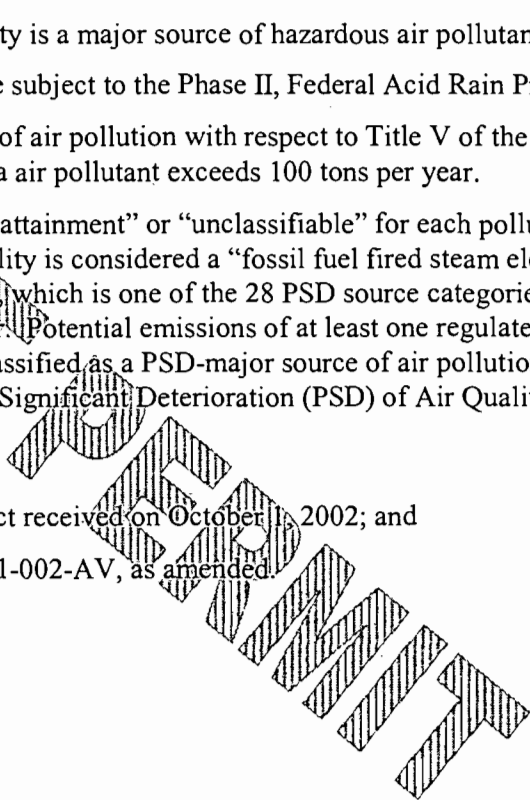 ty is a major source of hazardous air pollutan
e subject to the Phase II, Federal Acid Rain P
of air pollution with respect to Title V of the
a air pollutant exceeds 100 tons per year.
attainment” or “unclassifiable” for each pollu
lity is considered a “fossil fuel fired steam el
, which is one of the 28 PSD source categorie
r. Potential emissions of at least one regulate
assified as a PSD-major source of air pollutio
Significant Deterioration (PSD) of Air Quali
ct received on October 1, 2002; and
1-002-AV, as amended.
PERMIT